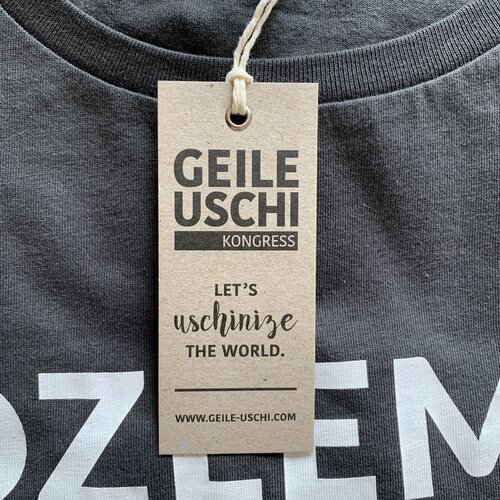 GEILE
USCHI
KONGRESS
LET'S
uschinize
THE WORLD.
WWW.GEILE-USCHI.COM